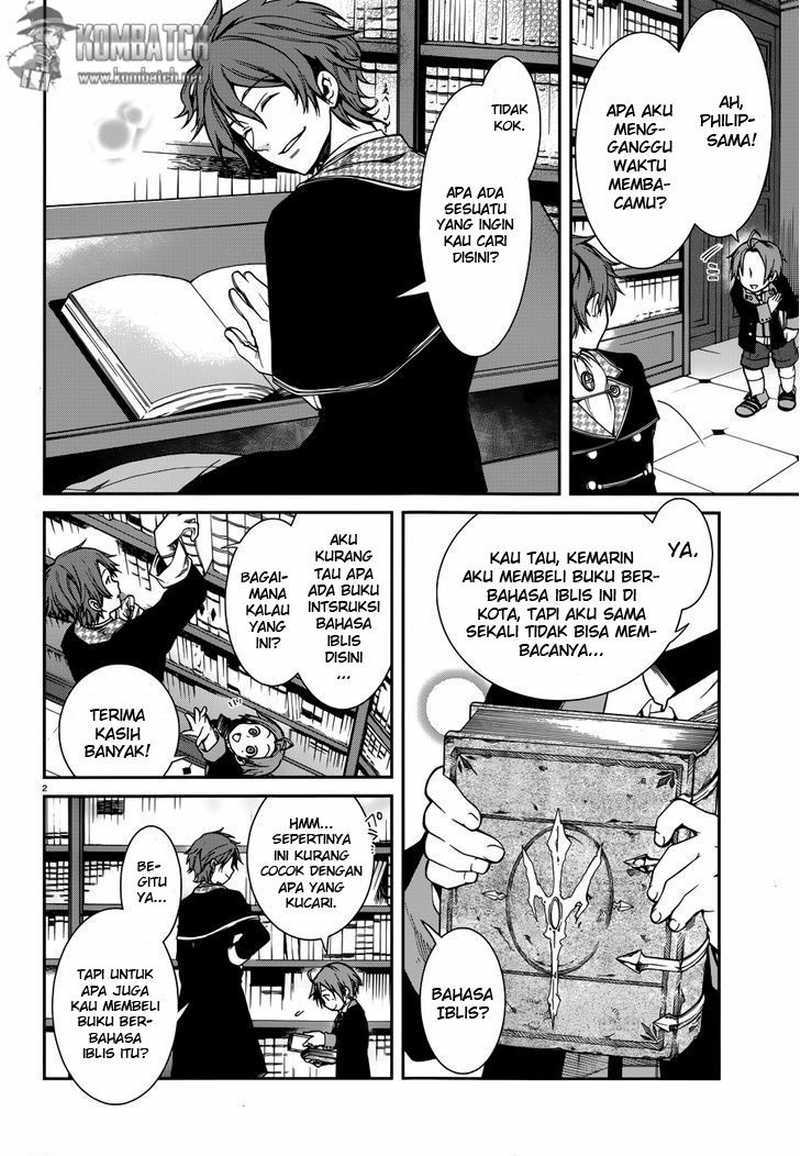 KOMBATCH
www.kombatch.net
AH,
PHILIP-
SAMA!
APA AKU
MENG-
GANGGU
WAKTU
MEMBA-
CAMU?
TIDAK
KOK.
APA ADA
SESUATU
YANG INGIN
KAU CARI
DISINI?
YA.
KAU TAU, KEMARIN
AKU MEMBELI BUKU BER-
BAHASA IBLIS INI DI
KOTA, TAPI AKU SAMA
SEKALI TIDAK BISA MEM-
BACANYA...
BAHASA
IBLIS?
AKU
KURANG
TAU APA
ADA BUKU
INTSRUKSI
BAHASA
IBLIS
DISINI
...
BAGAI-
MANA
KALAU
YANG
INI?
TERIMA
KASIH
BANYAK!
2
HMM...
SEPERTINYA
INI KURANG
COCOK DENGAN
APA YANG
KUCARI.
BE-
GITU
YA...
TAPI UNTUK
APA JUGA
KAU MEMBELI
BUKU BER-
BAHASA IBLIS
ITU?